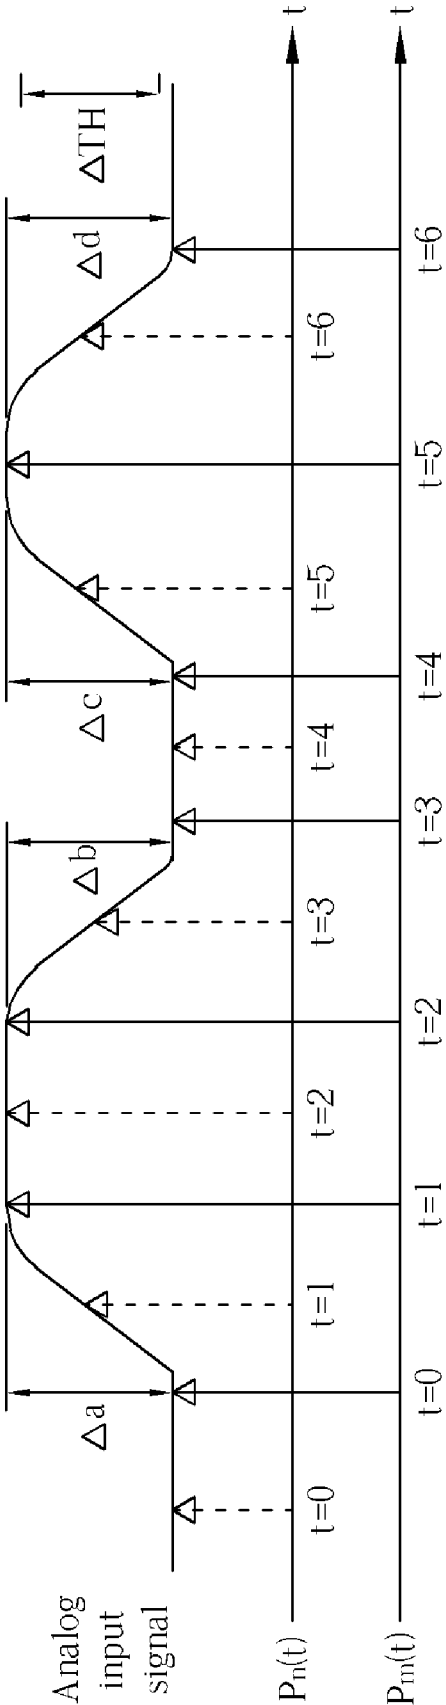 Analog
input
signal
Δa
Δb
Δc
Δd
ΔTH
Pn(t)
t=0
t=1
t=2
t=3
t=4
t=5
t=6
t
Pm(t)
t=0
t=1
t=2
t=3
t=4
t=5
t=6
t